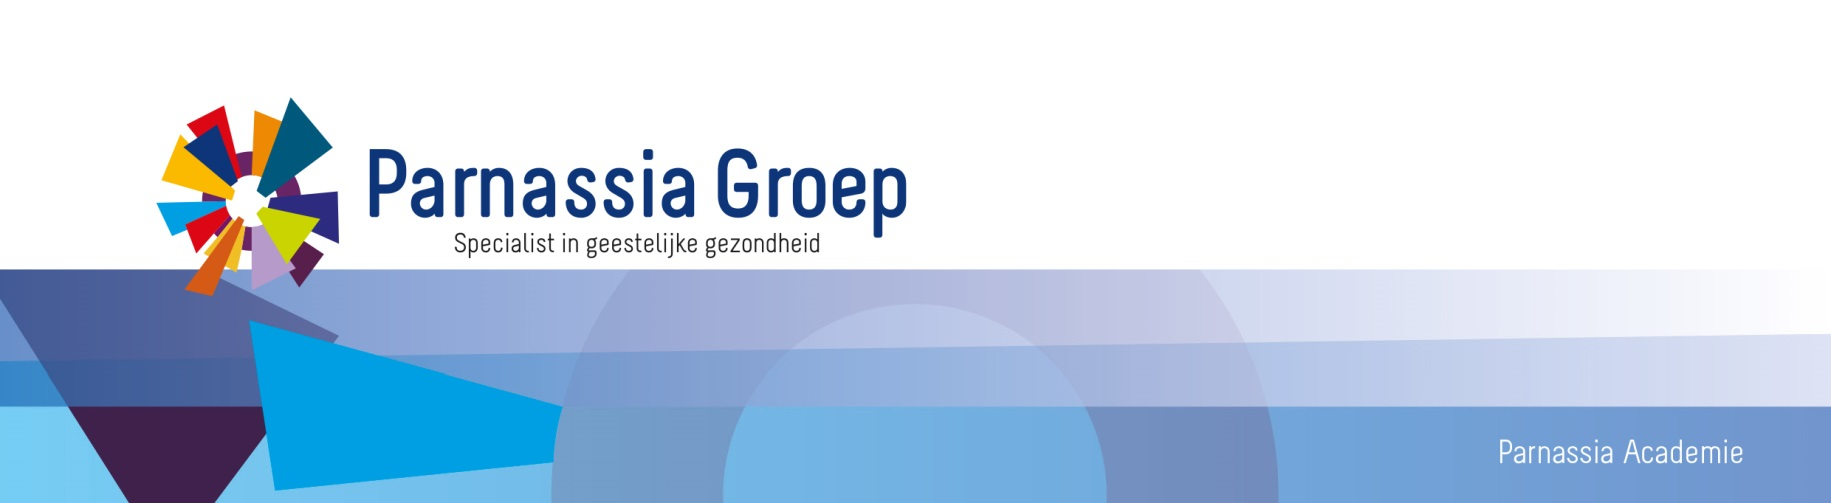 Parnassia Groep
Specialist in geestelijke gezondheid
Parnassia Academie